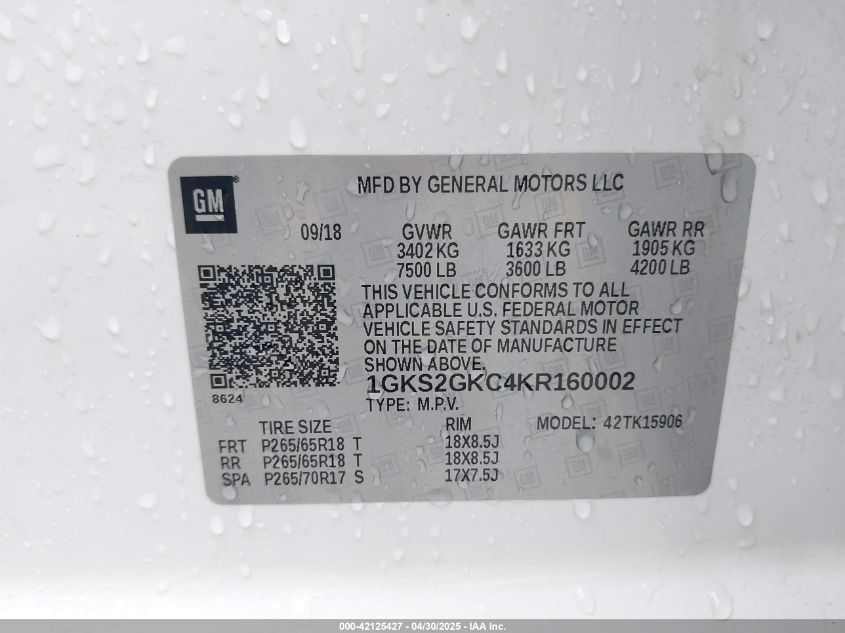 GM®
MFD BY GENERAL MOTORS LLC
09/18 GVWR GAWR FRT GAWR RR
3402 KG 1633 KG 1905 KG
7500 LB 3600 LB 4200 LB
THIS VEHICLE CONFORMS TO ALL
APPLICABLE U.S. FEDERAL MOTOR
VEHICLE SAFETY STANDARDS IN EFFECT
ON THE DATE OF MANUFACTURE
SHOWN ABOVE.
8624
1GKS2GKC4KR160002
TYPE: M.P.V.
TIRE SIZE RIM MODEL: 42TK15906
FRT P265/65R18 T 18X8.5J
RR P265/65R18 T 18X8.5J
SPA P265/70R17 S 17X7.5J
000-42125427 - 04/30/2025 - IAA Inc.